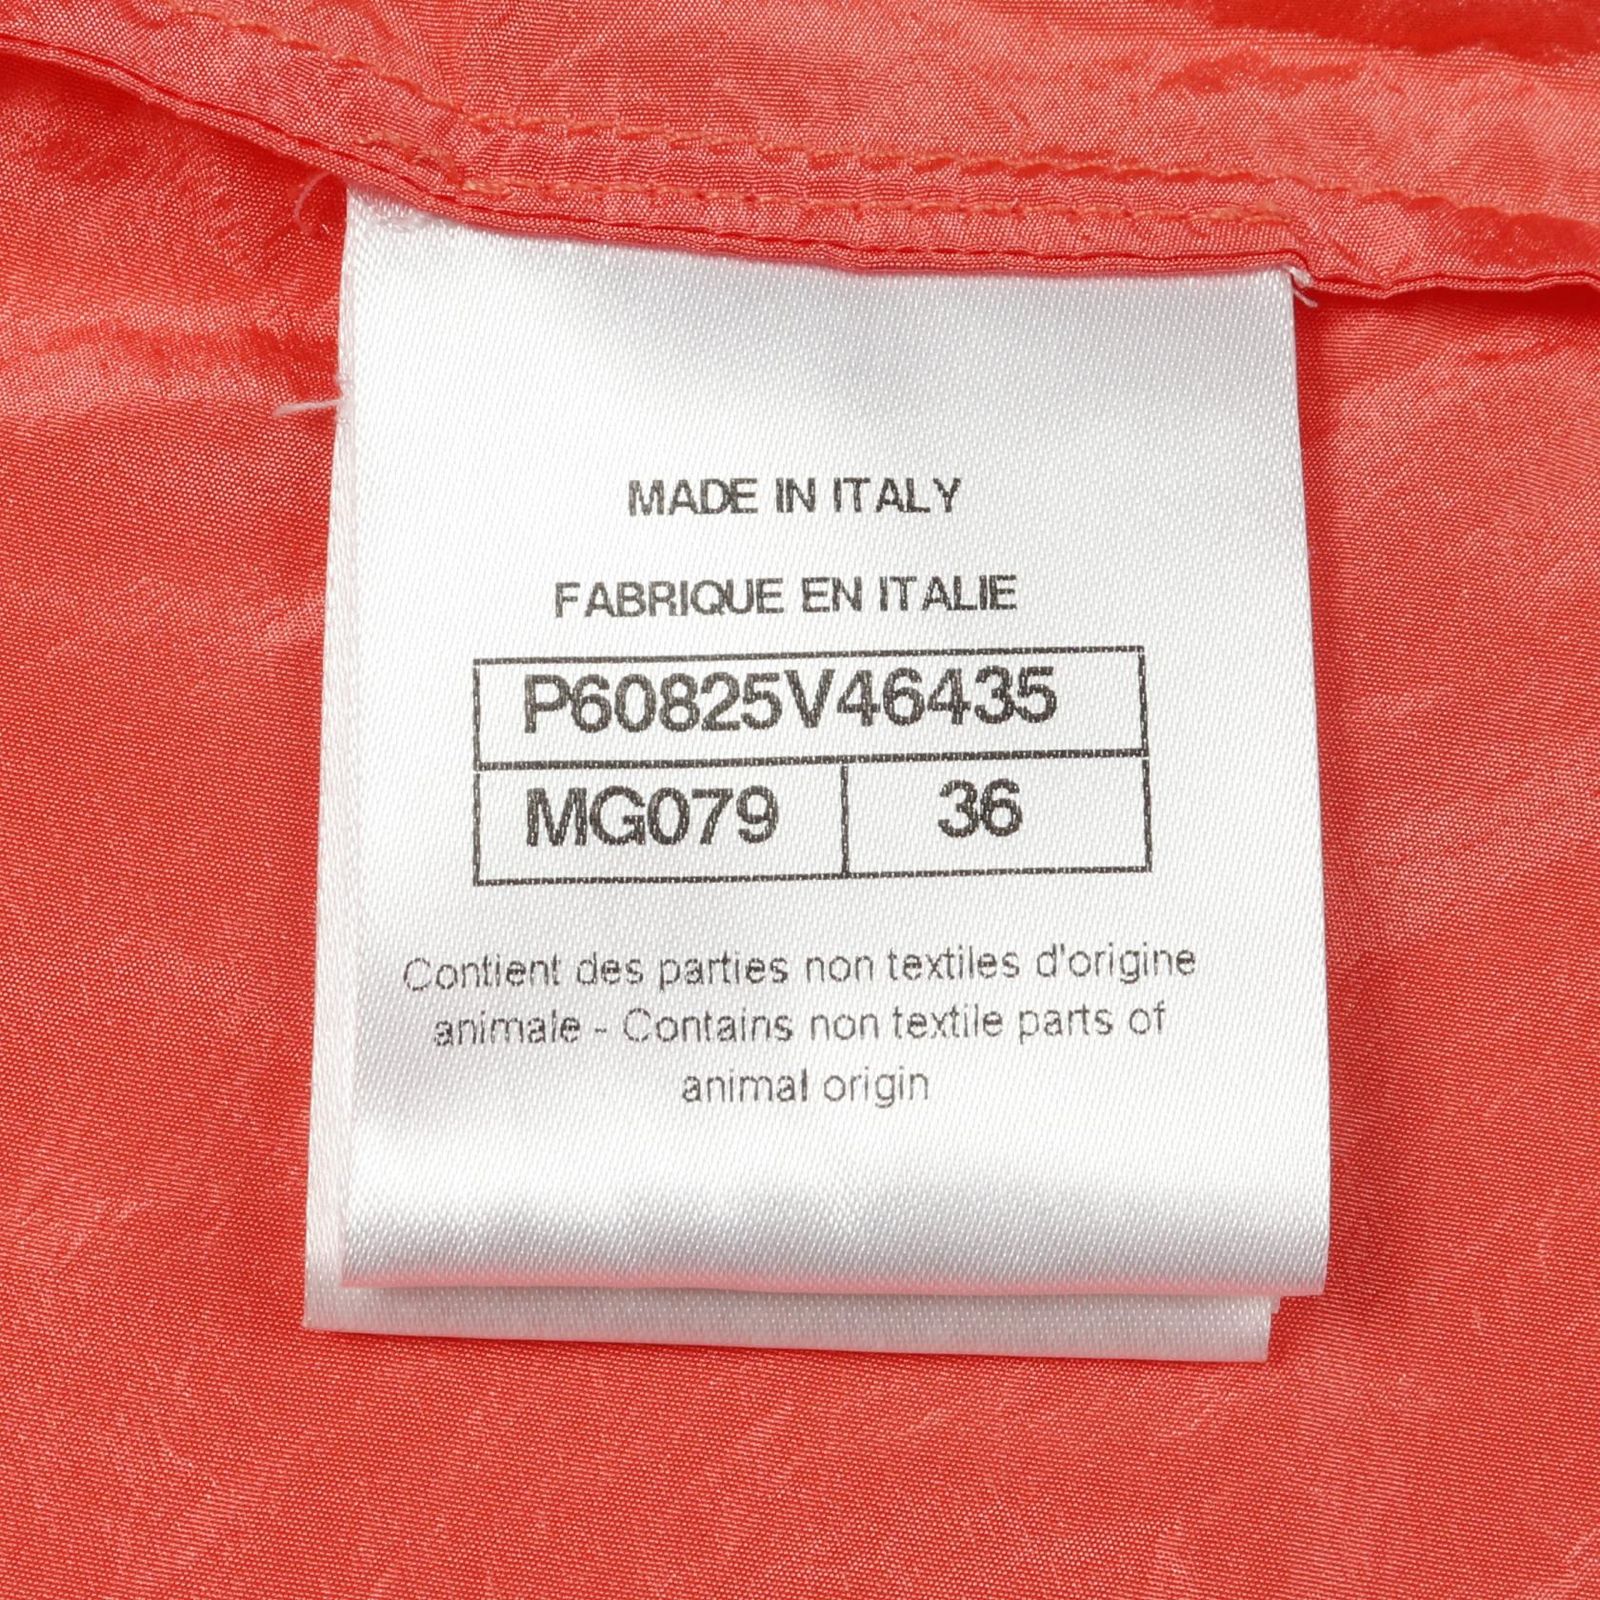 MADE IN ITALY
FABRIQUE EN ITALIE
P60825V46435
MG079 36
Contient des parties non textiles d'origine
animale - Contains non textile parts of
animal origin